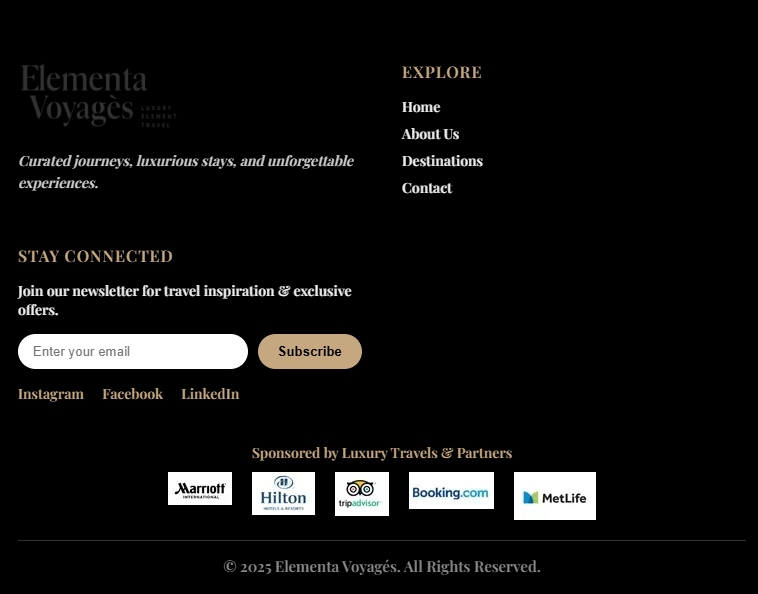 Elementa
Voyagès
LUXURY
ELEMENT
TRAVEL
Curated journeys, luxurious stays, and unforgettable
experiences.
EXPLORE
Home
About Us
Destinations
Contact
STAY CONNECTED
Join our newsletter for travel inspiration & exclusive
offers.
Enter your email
Subscribe
Instagram Facebook LinkedIn
Sponsored by Luxury Travels & Partners
Marriott
INTERNATIONAL
Hilton
HOTELS & RESORTS
tripadvisor
Booking.com
MetLife
© 2025 Elementa Voyagés. All Rights Reserved.